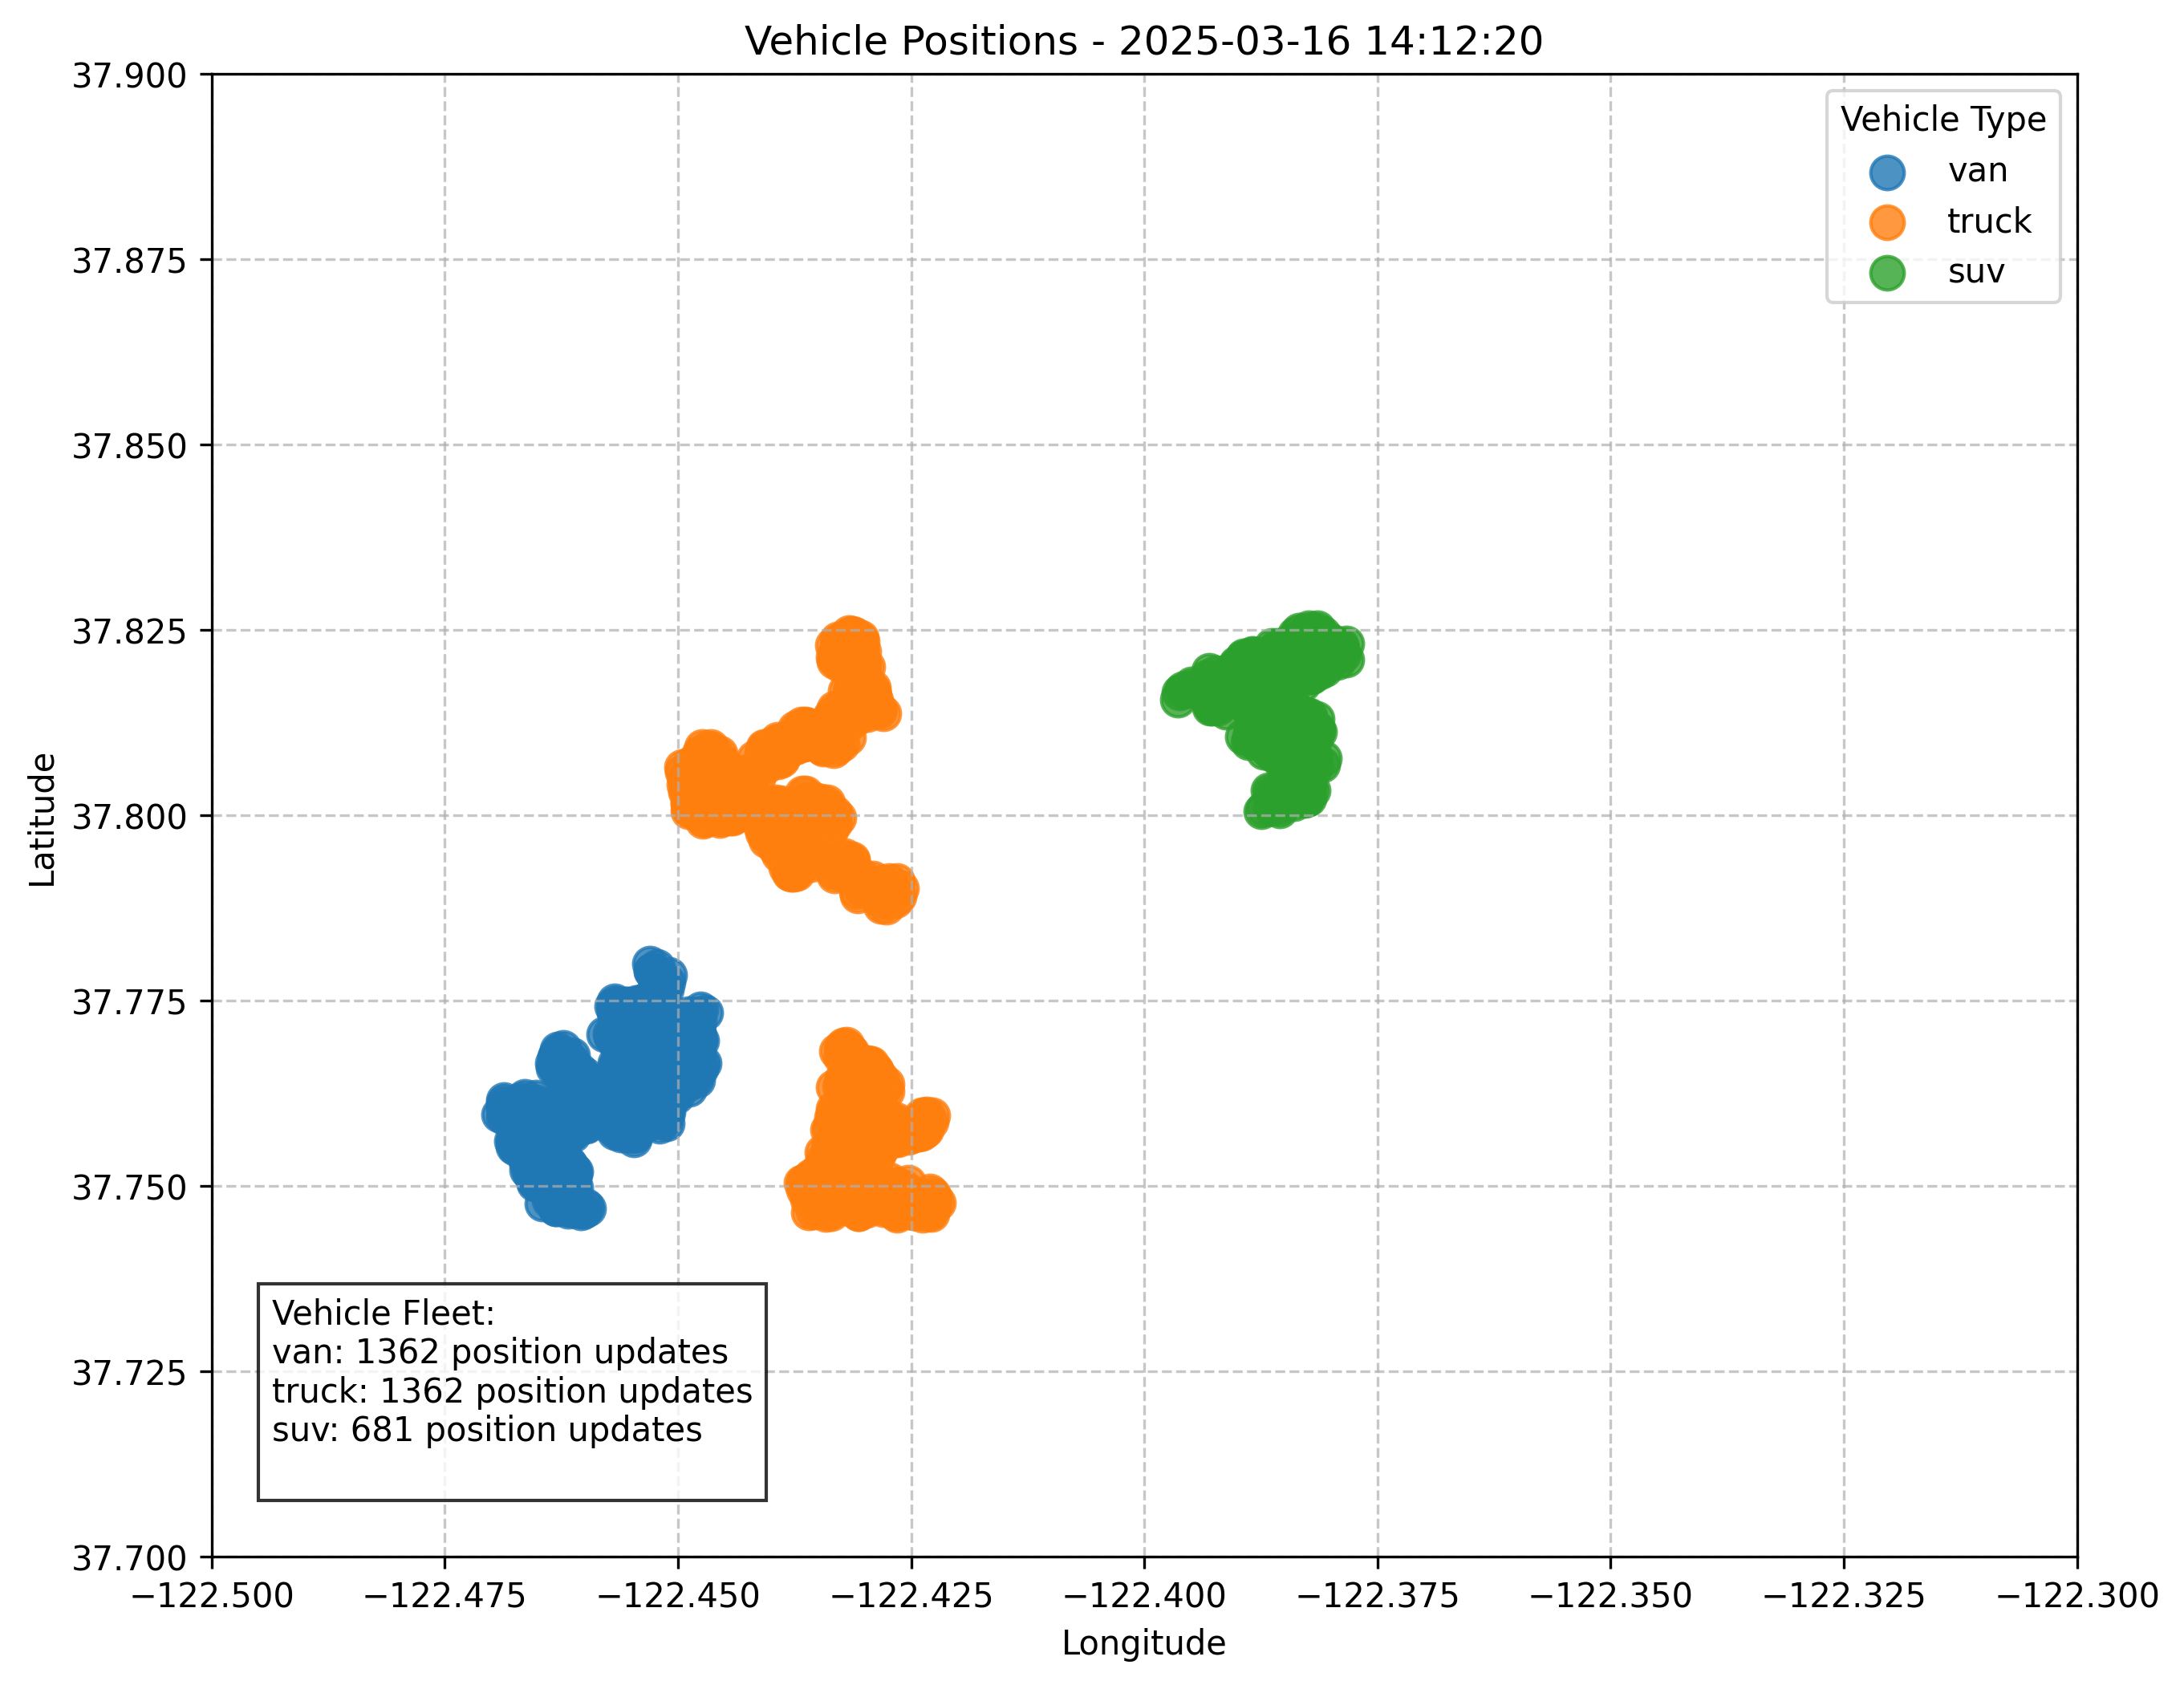 Vehicle Positions - 2025-03-16 14:12:20
37.900
37.875
37.850
37.825
37.800
37.775
37.750
37.725
37.700
Latitude
Vehicle Type
van
truck
suv
Vehicle Fleet:
van: 1362 position updates
truck: 1362 position updates
suv: 681 position updates
−122.500 −122.475 −122.450 −122.425 −122.400 −122.375 −122.350 −122.325 −122.300
Longitude